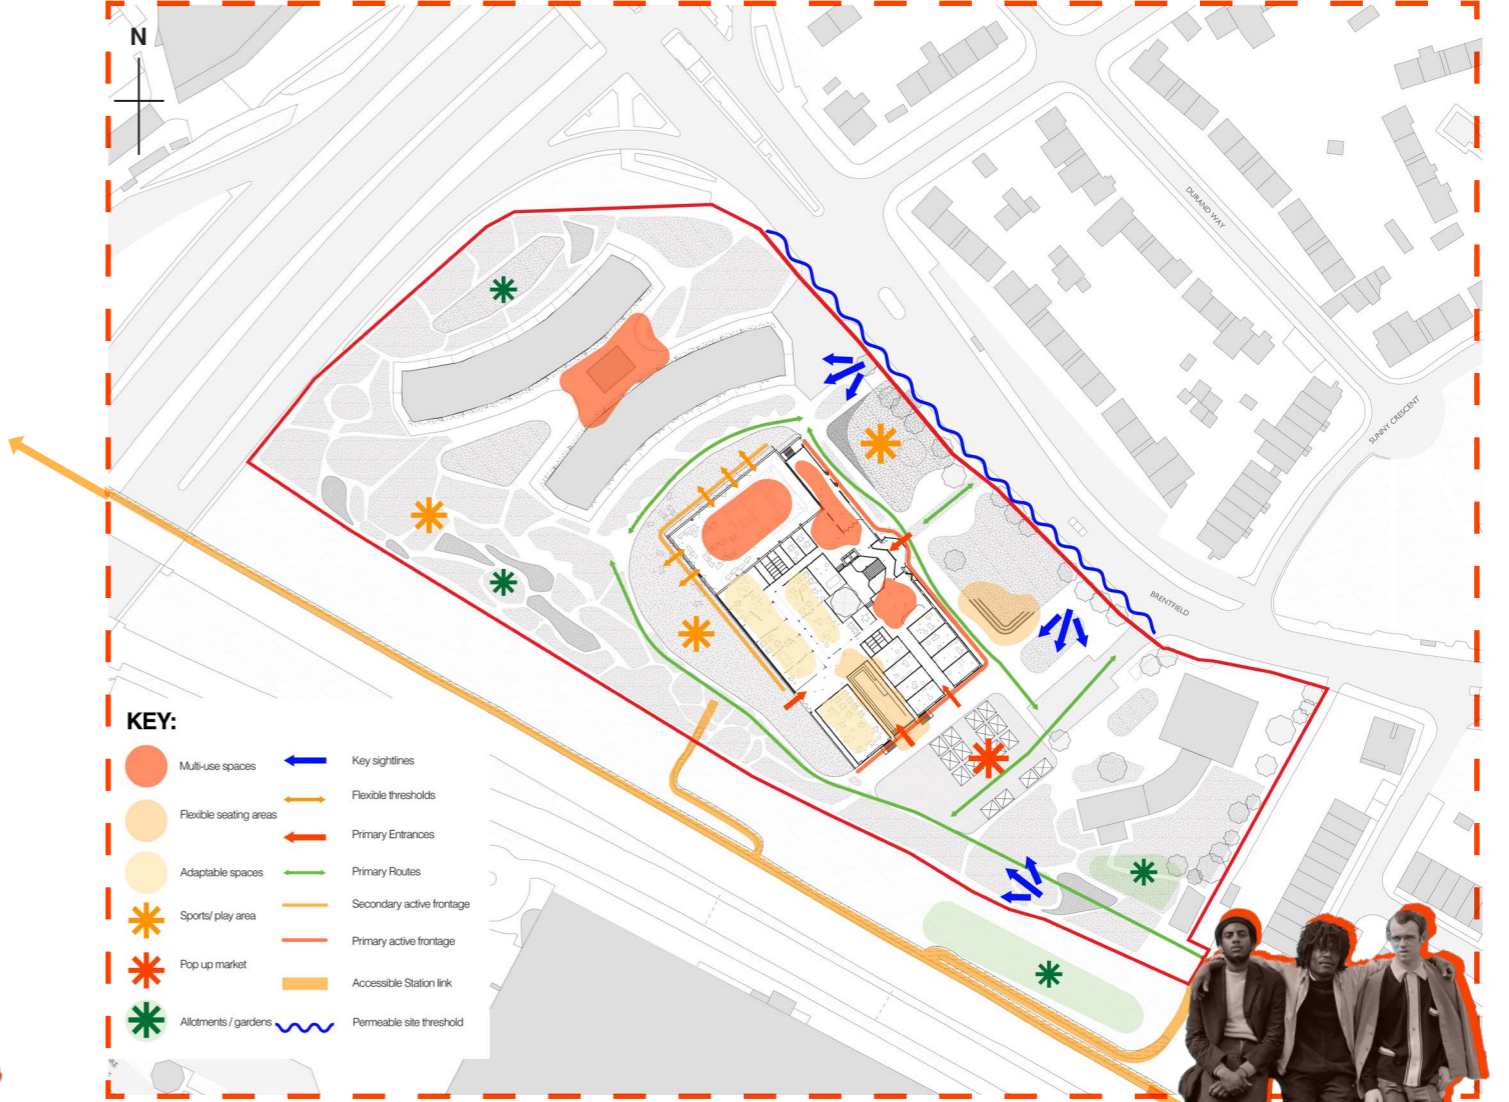 N
DURAND WAY
SUNNY CRESCENT
BRENTFIELD
KEY:
Multi-use spaces
Key sightlines
Flexible thresholds
Flexible seating areas
Primary Entrances
Adaptable spaces
Primary Routes
Secondary active frontage
Sports/ play area
Primary active frontage
Pop up market
Accessible Station link
Allotments / gardens
Permeable site threshold